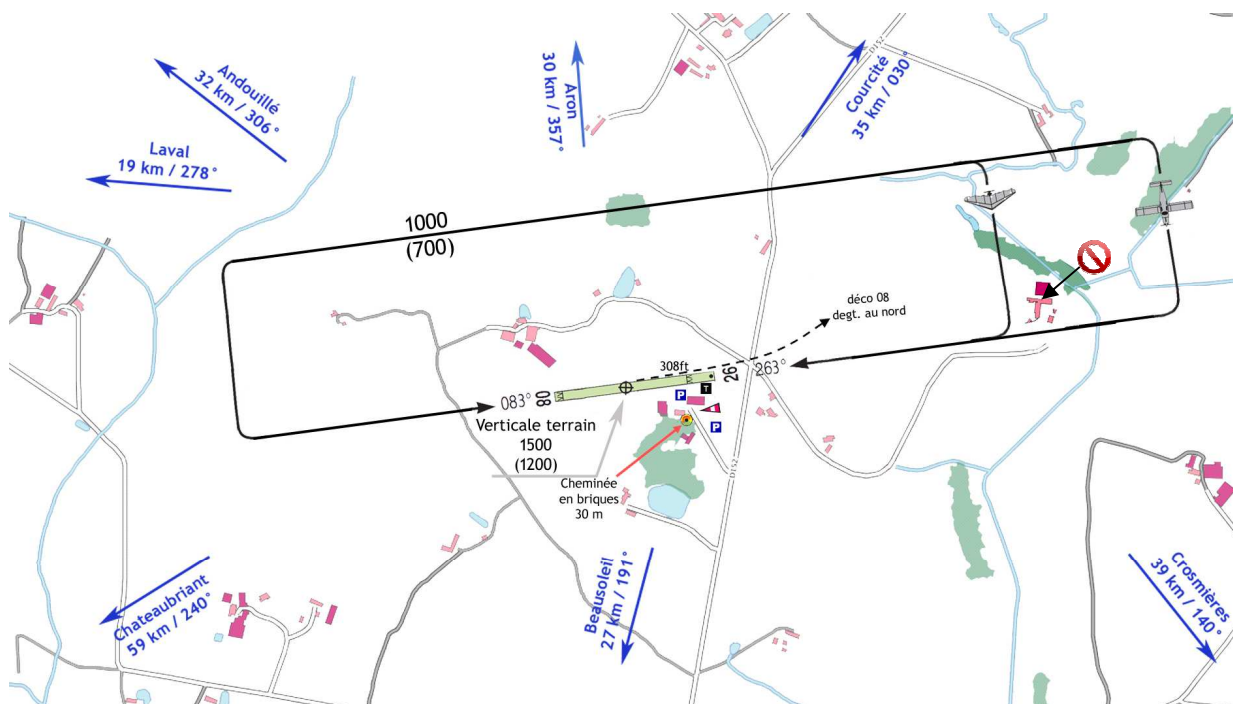 Andouillé
32 km / 306°
Laval
19 km / 278°
Aron
30 km / 357°
D152
Courcité
35 km / 030°
1000
(700)
déco 08
degt. au nord
308ft
26
263°
083°
08
T
P
P
Verticale terrain
1500
(1200)
Cheminée
en briques
30 m
D152
Chateaubriant
59 km / 240°
Beausoleil
27 km / 191°
Crosmières
39 km / 140°